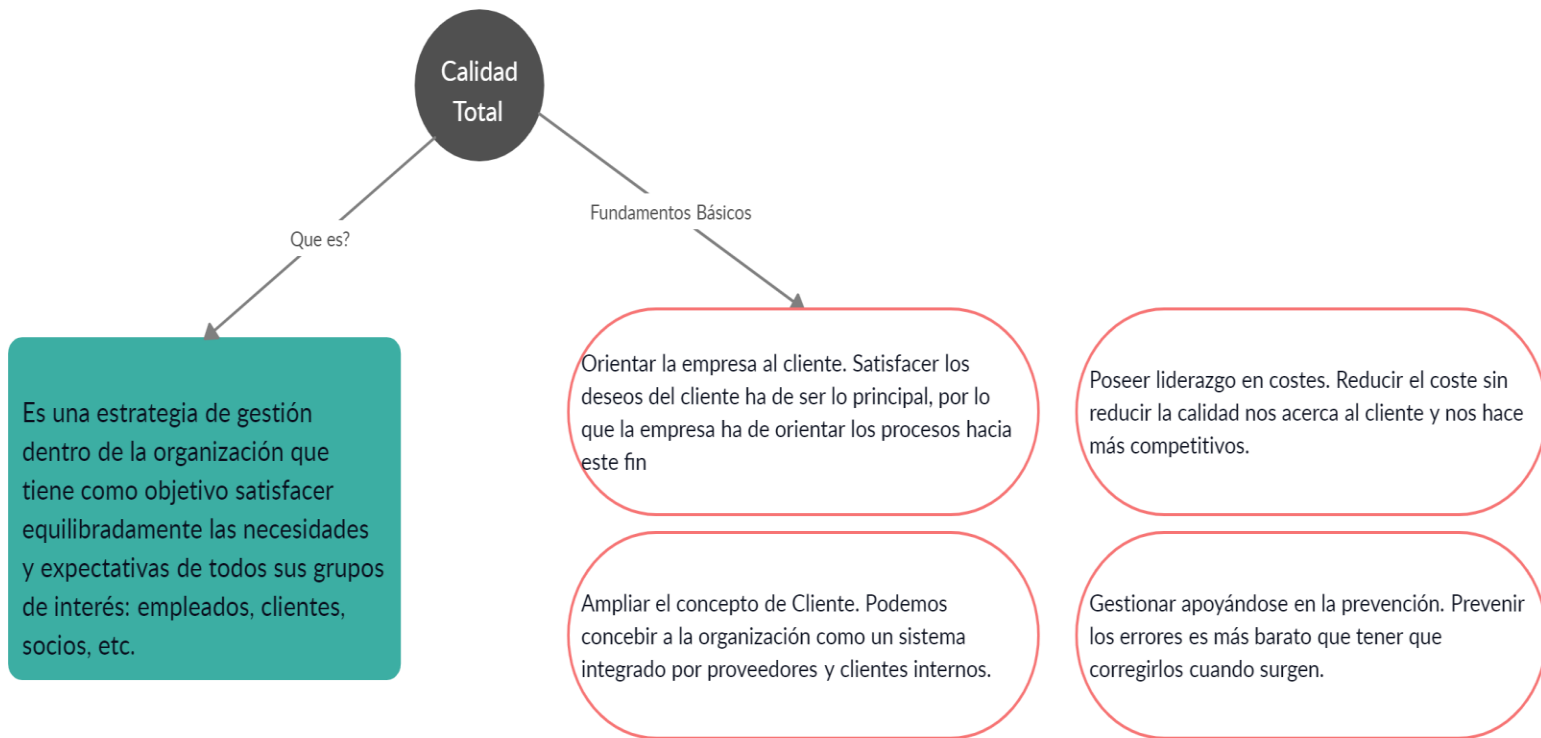 Calidad
Total
Que es?
Fundamentos Básicos
Es una estrategia de gestión
dentro de la organización que
tiene como objetivo satisfacer
equilibradamente las necesidades
y expectativas de todos sus grupos
de interés: empleados, clientes,
socios, etc.
Orientar la empresa al cliente. Satisfacer los
deseos del cliente ha de ser lo principal, por lo
que la empresa ha de orientar los procesos hacia
este fin
Poseer liderazgo en costes. Reducir el coste sin
reducir la calidad nos acerca al cliente y nos hace
más competitivos.
Ampliar el concepto de Cliente. Podemos
concebir a la organización como un sistema
integrado por proveedores y clientes internos.
Gestionar apoyándose en la prevención. Prevenir
los errores es más barato que tener que
corregirlos cuando surgen.